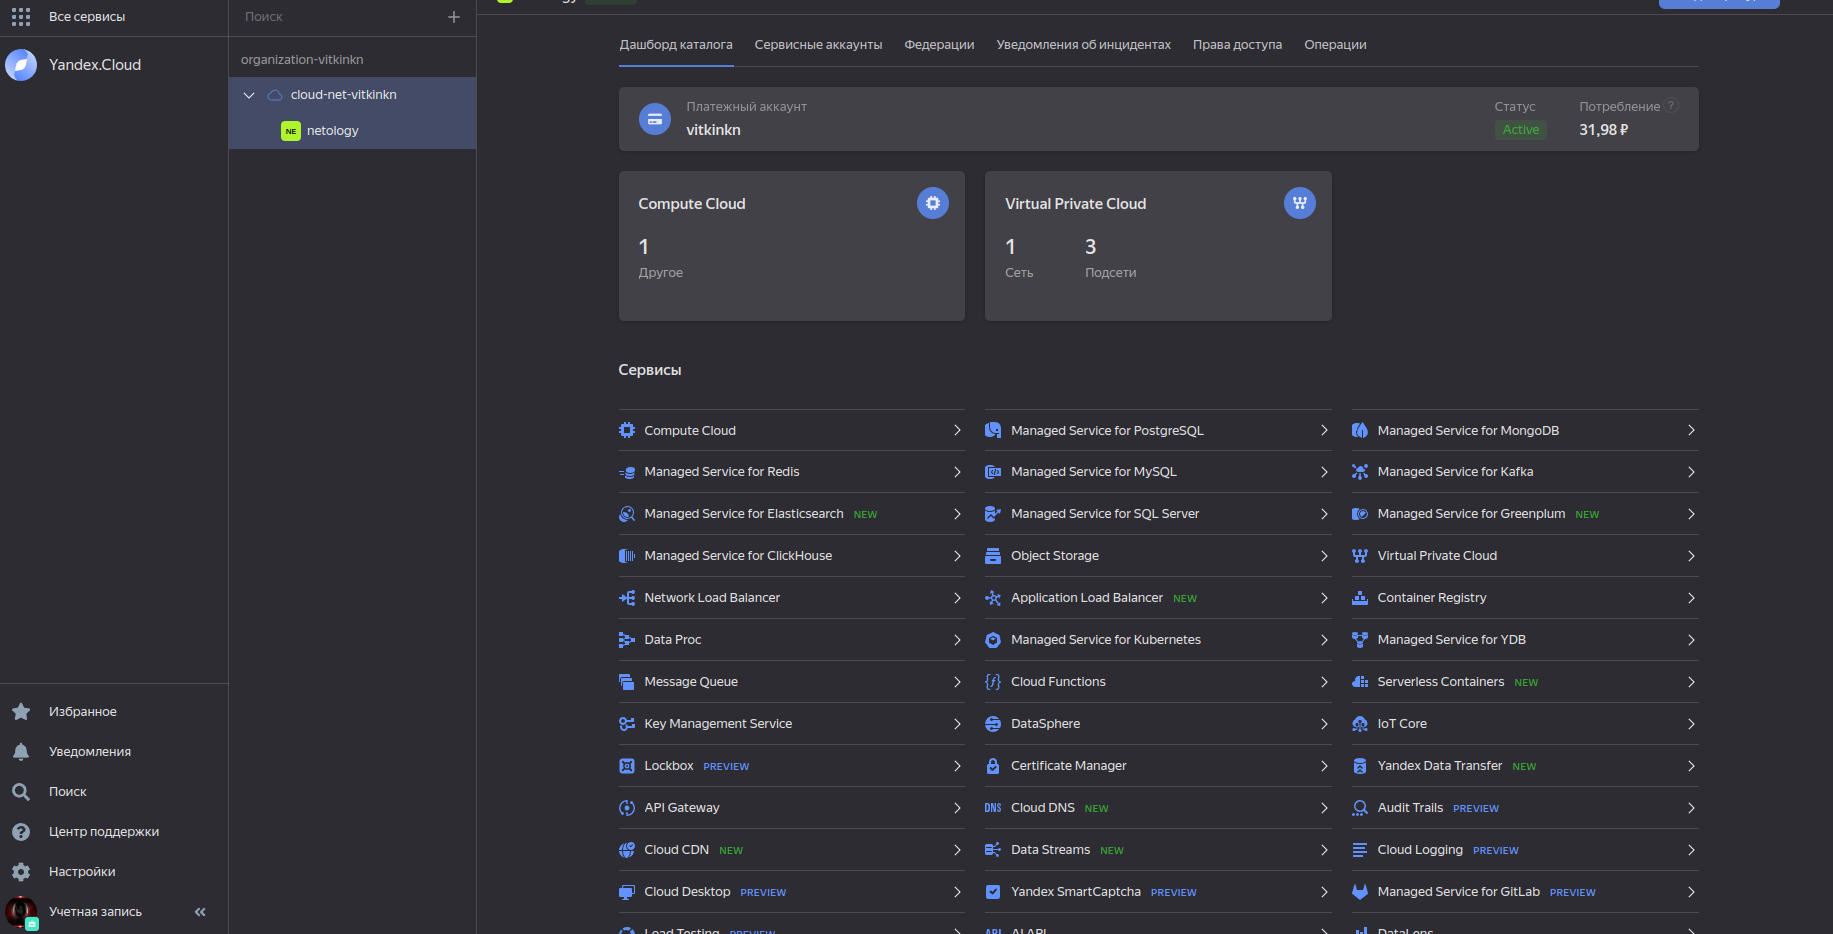 Все сервисы
Yandex.Cloud
Избранное
Уведомления
Поиск
Центр поддержки
Настройки
Учетная запись
Поиск
organization-vitkinkn
cloud-net-vitkinkn
NE netology
Дашборд каталога Сервисные аккаунты Федерации Уведомления об инцидентах Права доступа Операции
Платежный аккаунт Статус Потребление ?
vitkinkn Active 31,98 ₽
Compute Cloud
1
Другое
Virtual Private Cloud
1 3
Сеть Подсети
Сервисы
Compute Cloud Managed Service for PostgreSQL Managed Service for MongoDB
Managed Service for Redis Managed Service for MySQL Managed Service for Kafka
Managed Service for Elasticsearch NEW Managed Service for SQL Server Managed Service for Greenplum NEW
Managed Service for ClickHouse Object Storage Virtual Private Cloud
Network Load Balancer Application Load Balancer NEW Container Registry
Data Proc Managed Service for Kubernetes Managed Service for YDB
Message Queue Cloud Functions Serverless Containers NEW
Key Management Service DataSphere IoT Core
Lockbox PREVIEW Certificate Manager Yandex Data Transfer NEW
API Gateway DNS Cloud DNS NEW Audit Trails PREVIEW
Cloud CDN NEW Data Streams NEW Cloud Logging PREVIEW
Cloud Desktop PREVIEW Yandex SmartCaptcha PREVIEW Managed Service for GitLab PREVIEW
Load Testing PREVIEW API AI API DataLens